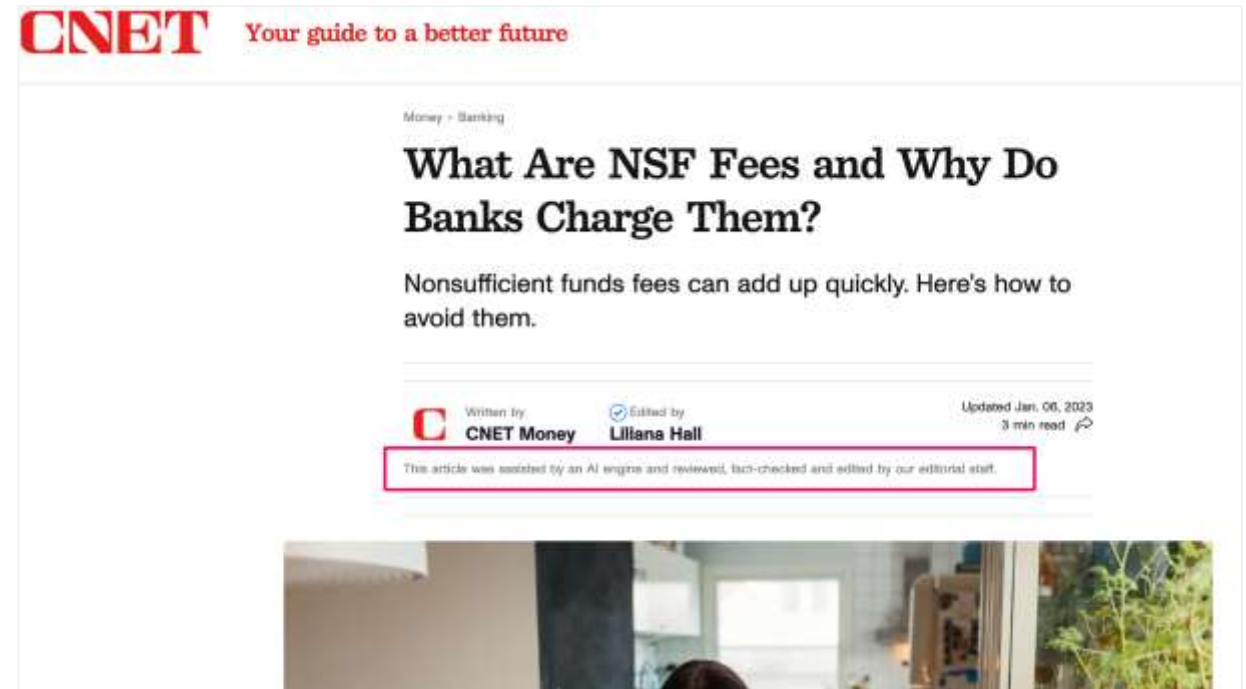 CNET Your guide to a better future
Money • Banking
What Are NSF Fees and Why Do
Banks Charge Them?
Nonsufficient funds fees can add up quickly. Here's how to
avoid them.
Written by
CNET Money
Edited by
Liliana Hall
Updated Jan. 06, 2023
3 min read
This article was assisted by an AI engine and reviewed, fact-checked and edited by our editorial staff.